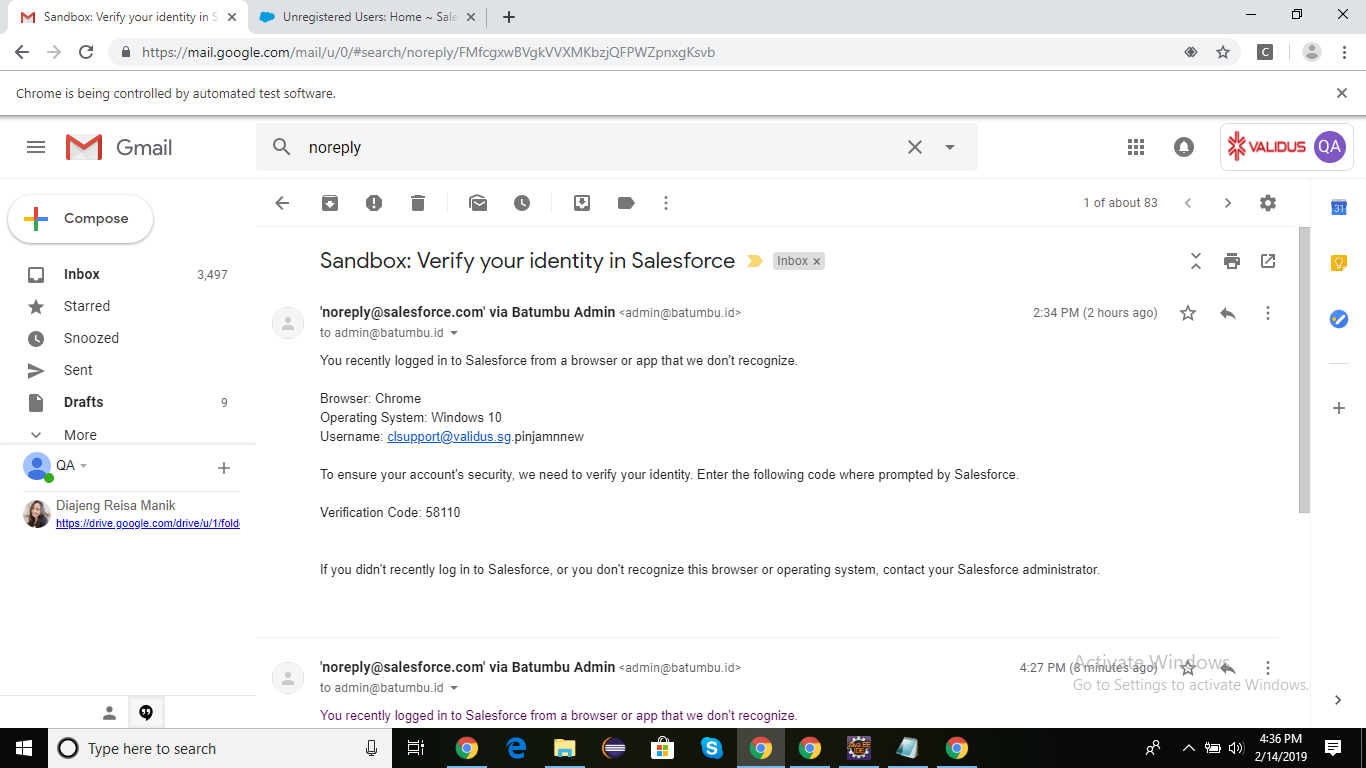 Sandbox: Verify your identity in S
Unregistered Users: Home ~ Sale
https://mail.google.com/mail/u/0/#search/noreply/FMfcgxwBVgkVVXMKbzjQFPWZpnxgKsvb
C
Chrome is being controlled by automated test software.
Gmail
noreply
VALIDUS
QA
Compose
1 of about 83
31
Inbox 3,497
Starred
Snoozed
Sent
Drafts 9
More
QA
Diajeng Reisa Manik
https://drive.google.com/drive/u/1/folde
Sandbox: Verify your identity in Salesforce
Inbox x
'noreply@salesforce.com' via Batumbu Admin <admin@batumbu.id>
2:34 PM (2 hours ago)
to admin@batumbu.id
You recently logged in to Salesforce from a browser or app that we don't recognize.
Browser: Chrome
Operating System: Windows 10
Username: clsupport@validus.sg.pinjamnnew
To ensure your account's security, we need to verify your identity. Enter the following code where prompted by Salesforce.
Verification Code: 58110
If you didn't recently log in to Salesforce, or you don't recognize this browser or operating system, contact your Salesforce administrator.
'noreply@salesforce.com' via Batumbu Admin <admin@batumbu.id>
4:27 PM (8 minutes ago)
to admin@batumbu.id
You recently logged in to Salesforce from a browser or app that we don't recognize.
Activate Windows
Go to Settings to activate Windows.
Type here to search
4:36 PM
2/14/2019